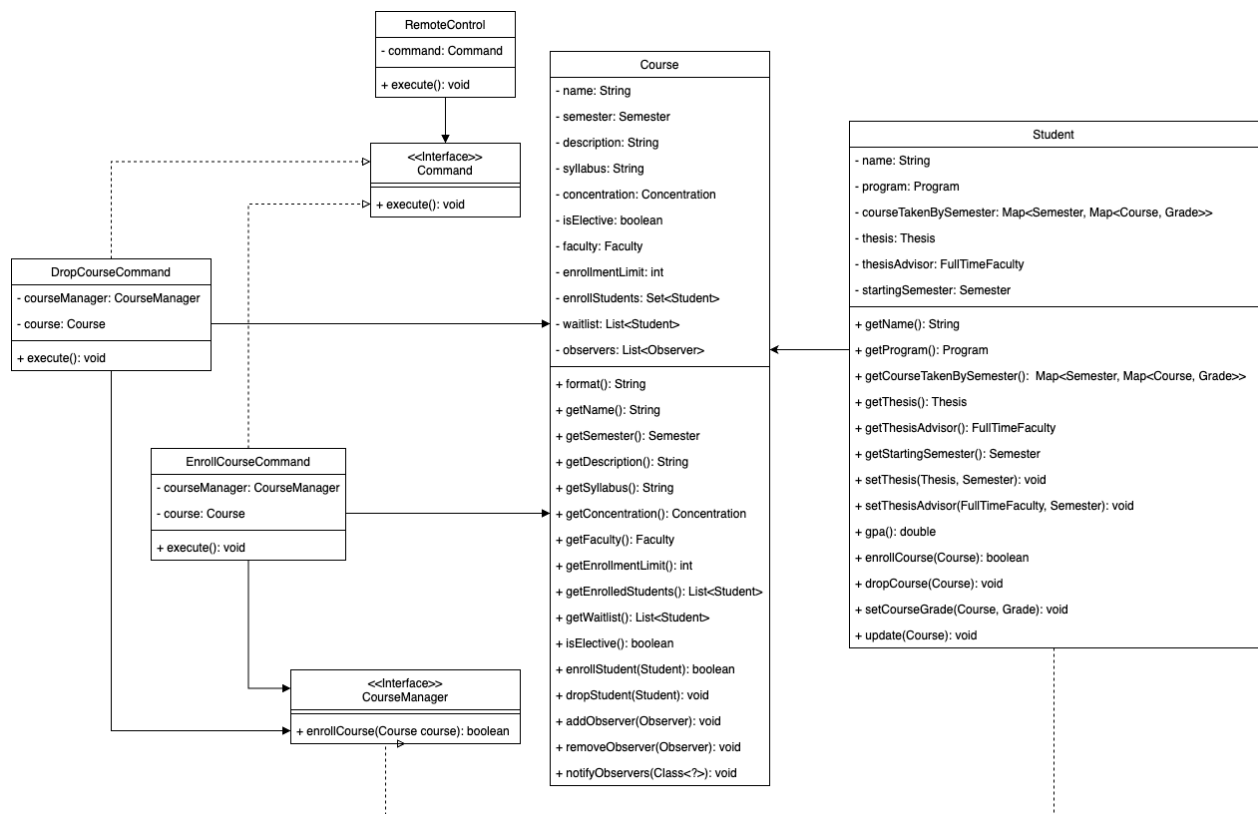 RemoteControl
- command: Command
+ execute(): void
<<Interface>>
Command
+ execute(): void
DropCourseCommand
- courseManager: CourseManager
- course: Course
+ execute(): void
EnrollCourseCommand
- courseManager: CourseManager
- course: Course
+ execute(): void
<<Interface>>
CourseManager
+ enrollCourse(Course course): boolean
Course
- name: String
- semester: Semester
- description: String
- syllabus: String
- concentration: Concentration
- isElective: boolean
- faculty: Faculty
- enrollmentLimit: int
- enrollStudents: Set<Student>
- waitlist: List<Student>
- observers: List<Observer>
+ format(): String
+ getName(): String
+ getSemester(): Semester
+ getDescription(): String
+ getSyllabus(): String
+ getConcentration(): Concentration
+ getFaculty(): Faculty
+ getEnrollmentLimit(): int
+ getEnrolledStudents(): List<Student>
+ getWaitlist(): List<Student>
+ isElective(): boolean
+ enrollStudent(Student): boolean
+ dropStudent(Student): void
+ addObserver(Observer): void
+ removeObserver(Observer): void
+ notifyObservers(Class<?>): void
Student
- name: String
- program: Program
- courseTakenBySemester: Map<Semester, Map<Course, Grade>>
- thesis: Thesis
- thesisAdvisor: FullTimeFaculty
- startingSemester: Semester
+ getName(): String
+ getProgram(): Program
+ getCourseTakenBySemester(): Map<Semester, Map<Course, Grade>>
+ getThesis(): Thesis
+ getThesisAdvisor(): FullTimeFaculty
+ getStartingSemester(): Semester
+ setThesis(Thesis, Semester): void
+ setThesisAdvisor(FullTimeFaculty, Semester): void
+ gpa(): double
+ enrollCourse(Course): boolean
+ dropCourse(Course): void
+ setCourseGrade(Course, Grade): void
+ update(Course): void